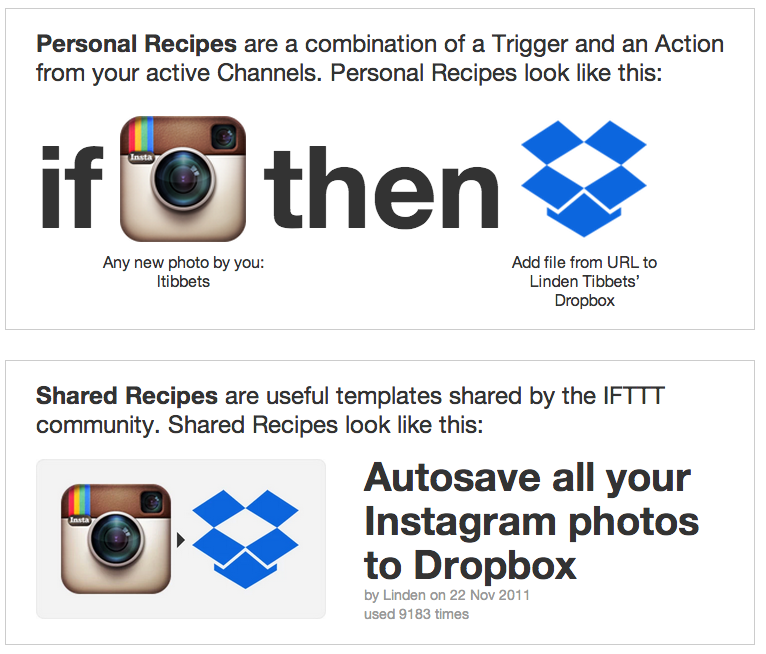 Personal Recipes are a combination of a Trigger and an Action
from your active Channels. Personal Recipes look like this:
if Insta then
Any new photo by you:
ltibbets
Add file from URL to
Linden Tibbets’
Dropbox
Shared Recipes are useful templates shared by the IFTTT
community. Shared Recipes look like this:
Insta
Autosave all your
Instagram photos
to Dropbox
by Linden on 22 Nov 2011
used 9183 times